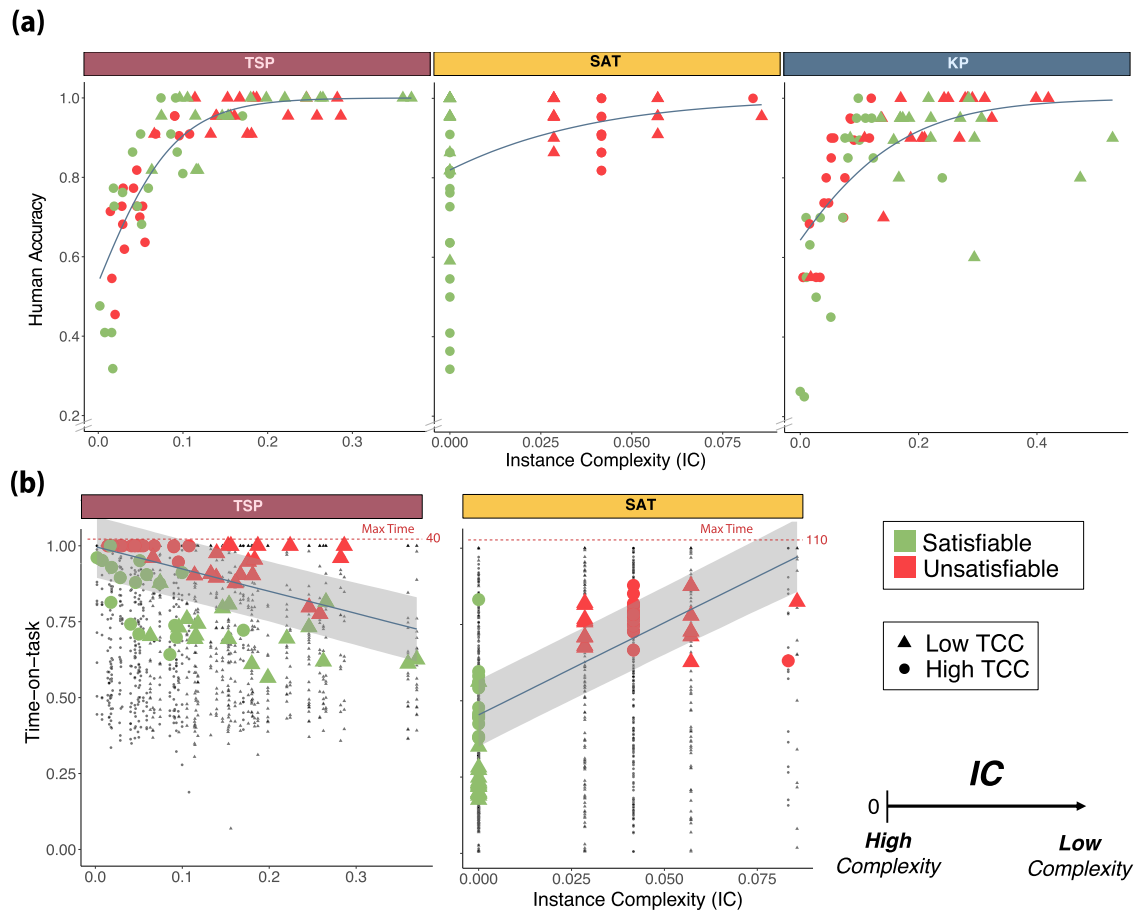 (a)
TSP SAT KP
1.0
0.8
0.6
0.4
0.2
Human Accuracy
0.0 0.1 0.2 0.3 0.000 0.025 0.050 0.075 0.0 0.2 0.4
Instance Complexity (IC)
(b)
TSP SAT
Max Time 40 Max Time 110
1.00
0.75
0.50
0.25
0.00
Time−on−task
0.0 0.1 0.2 0.3 0.000 0.025 0.050 0.075
Instance Complexity (IC)
Satisfiable
Unsatisfiable
Low TCC
High TCC
IC
0
High Low
Complexity Complexity